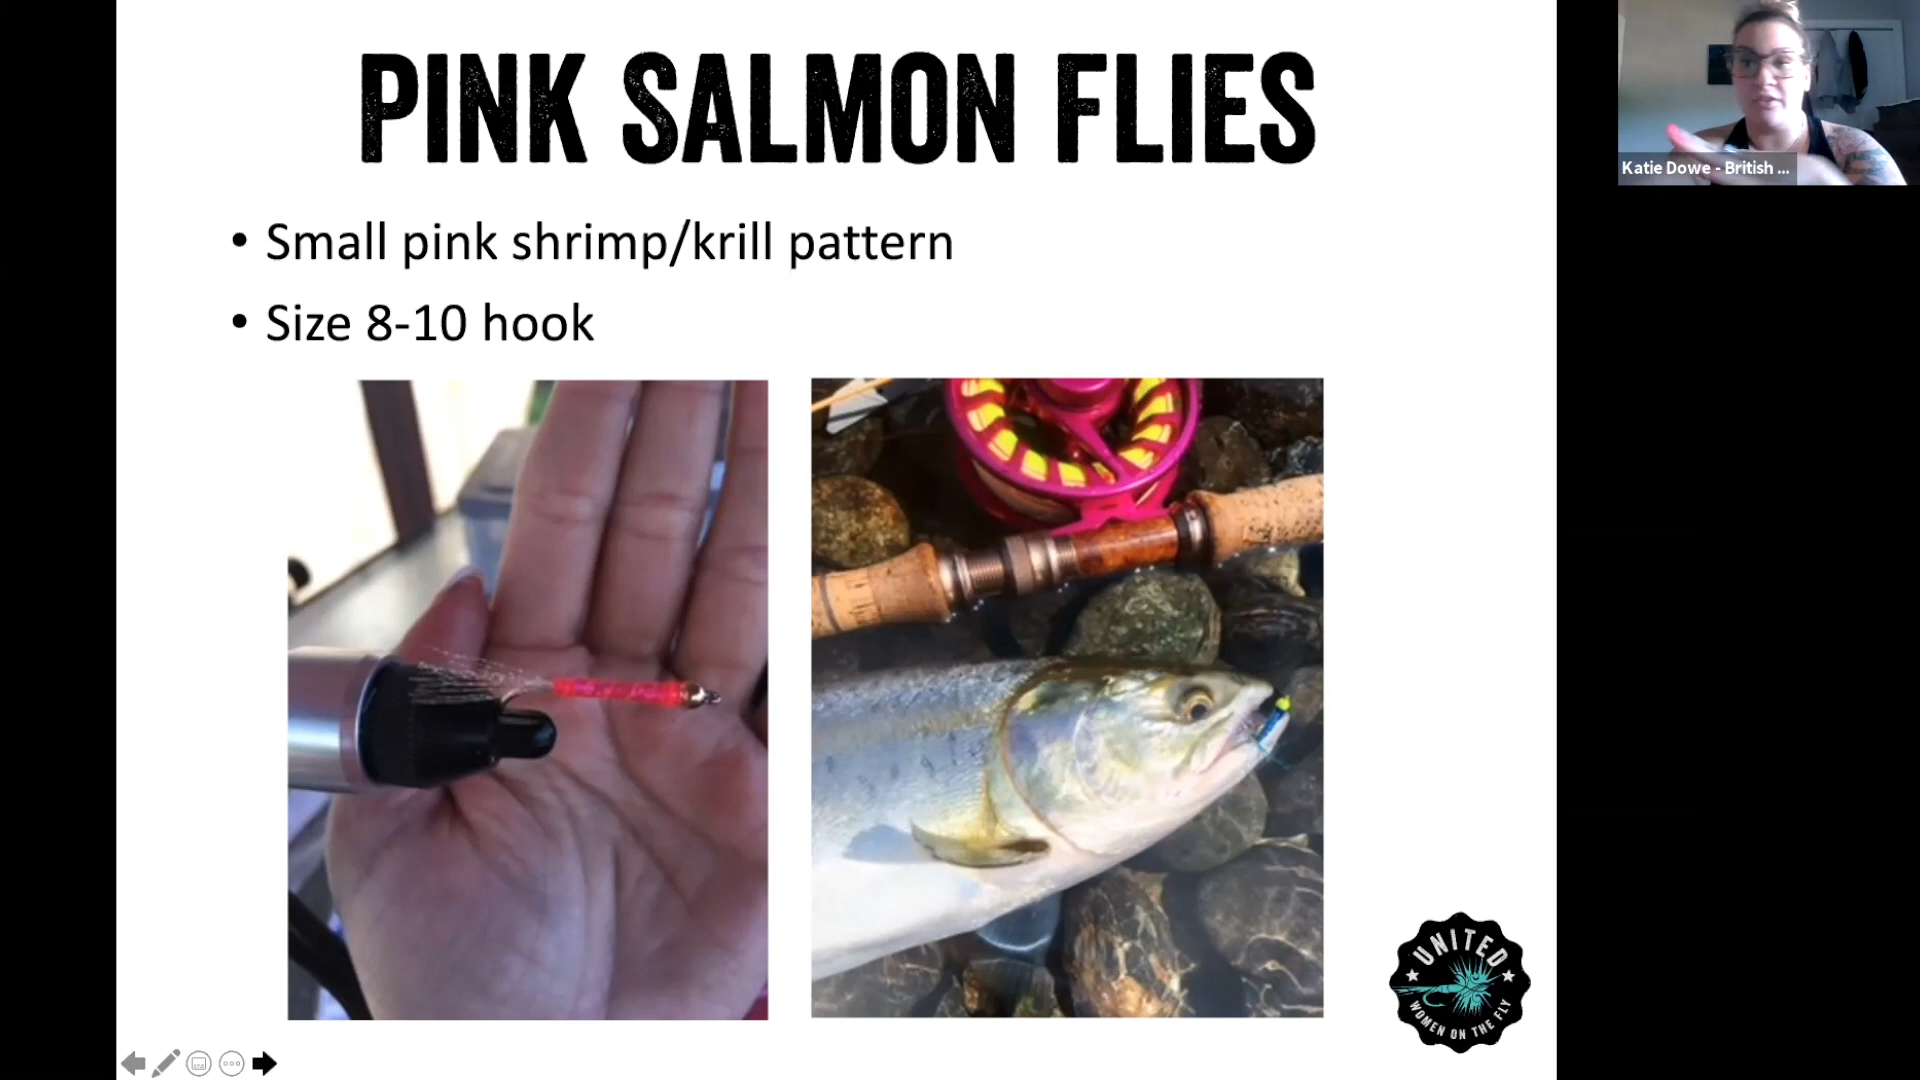 PINK SALMON FLIES
• Small pink shrimp/krill pattern
• Size 8-10 hook
Katie Dowe - British ...
UNITED
WOMEN ON THE FLY